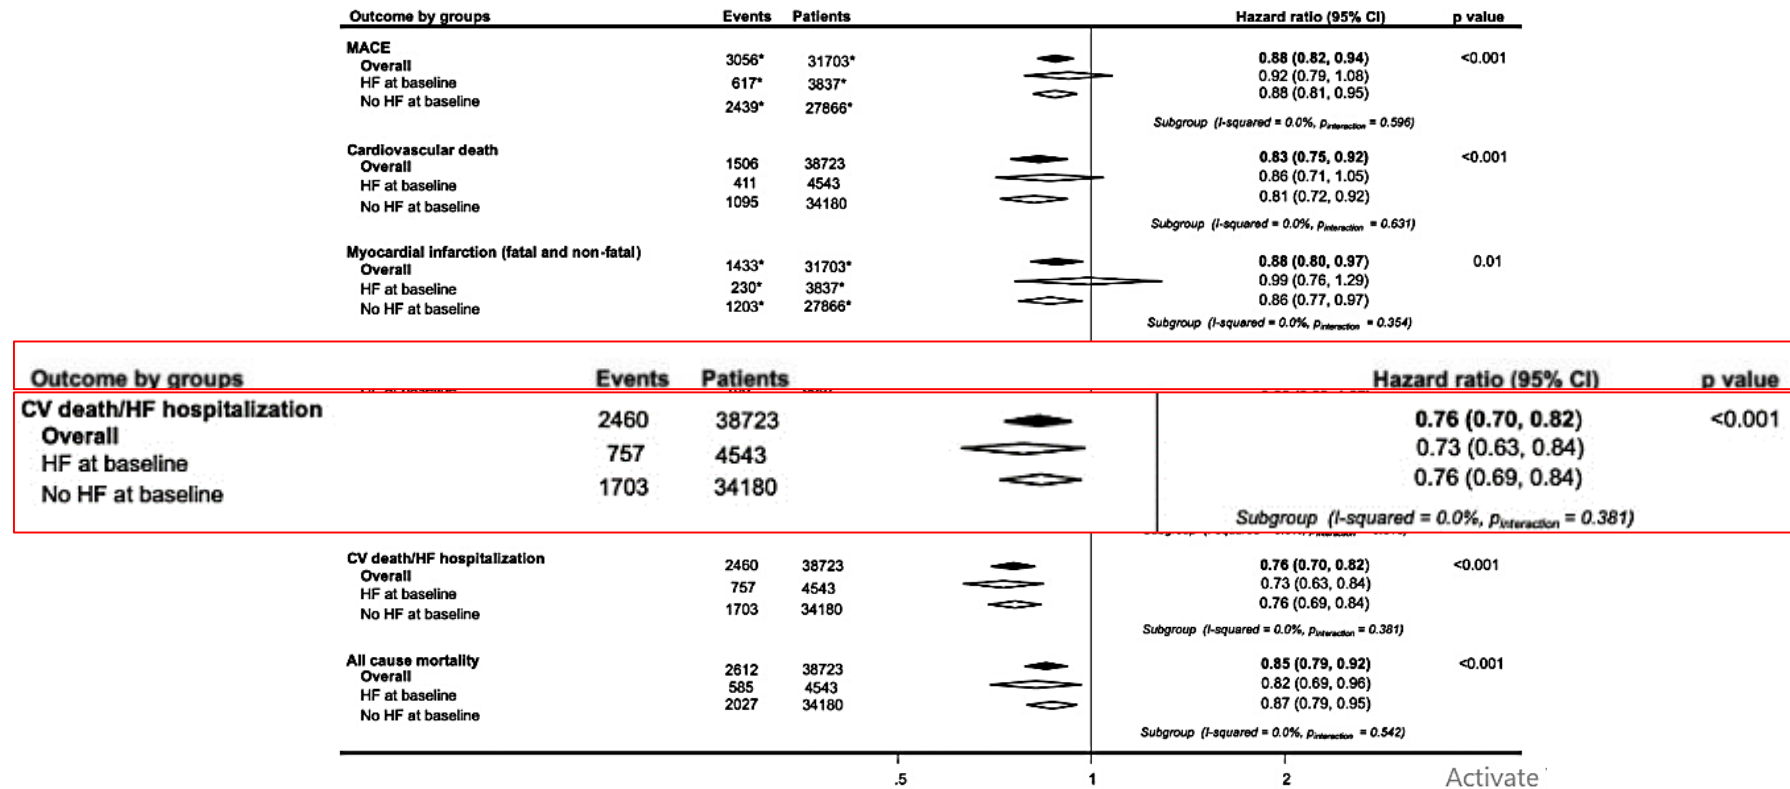 Outcome by groups Events Patients Hazard ratio (95% CI) p value
MACE
Overall 3056* 31703* 0.88 (0.82, 0.94) <0.001
HF at baseline 617* 3837* 0.92 (0.79, 1.08)
No HF at baseline 2439* 27866* 0.88 (0.81, 0.95)
Subgroup (I-squared = 0.0%, pinteraction = 0.596)
Cardiovascular death
Overall 1506 38723 0.83 (0.75, 0.92) <0.001
HF at baseline 411 4543 0.86 (0.71, 1.05)
No HF at baseline 1095 34180 0.81 (0.72, 0.92)
Subgroup (I-squared = 0.0%, pinteraction = 0.631)
Myocardial infarction (fatal and non-fatal)
Overall 1433* 31703* 0.88 (0.80, 0.97) 0.01
HF at baseline 230* 3837* 0.99 (0.76, 1.29)
No HF at baseline 1203* 27866* 0.86 (0.77, 0.97)
Subgroup (I-squared = 0.0%, pinteraction = 0.354)
Outcome by groups Events Patients Hazard ratio (95% CI) p value
CV death/HF hospitalization
Overall 2460 38723 0.76 (0.70, 0.82) <0.001
HF at baseline 757 4543 0.73 (0.63, 0.84)
No HF at baseline 1703 34180 0.76 (0.69, 0.84)
Subgroup (I-squared = 0.0%, pinteraction = 0.381)
CV death/HF hospitalization
Overall 2460 38723 0.76 (0.70, 0.82) <0.001
HF at baseline 757 4543 0.73 (0.63, 0.84)
No HF at baseline 1703 34180 0.76 (0.69, 0.84)
Subgroup (I-squared = 0.0%, pinteraction = 0.381)
All cause mortality
Overall 2612 38723 0.85 (0.79, 0.92) <0.001
HF at baseline 585 4543 0.82 (0.69, 0.96)
No HF at baseline 2027 34180 0.87 (0.79, 0.95)
Subgroup (I-squared = 0.0%, pinteraction = 0.542)
.5 1 2
Activate